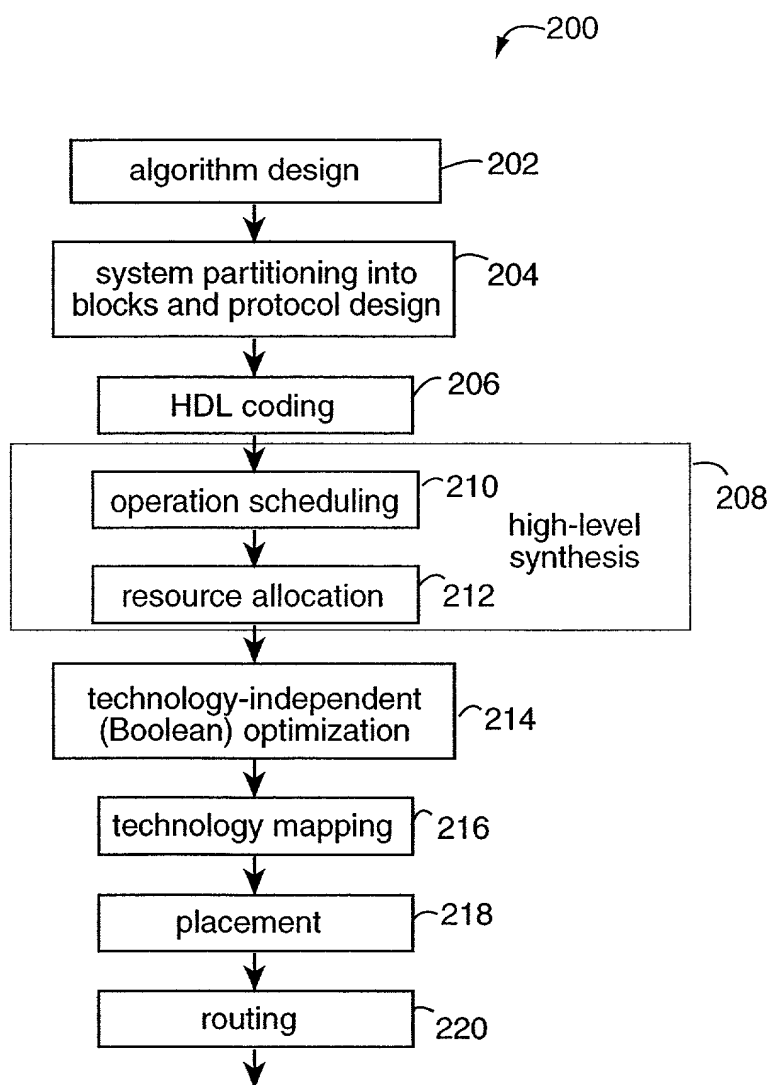 200
algorithm design
202
system partitioning into
blocks and protocol design
204
HDL coding
206
operation scheduling
210
208
high-level
synthesis
resource allocation
212
technology-independent
(Boolean) optimization
214
technology mapping
216
placement
218
routing
220